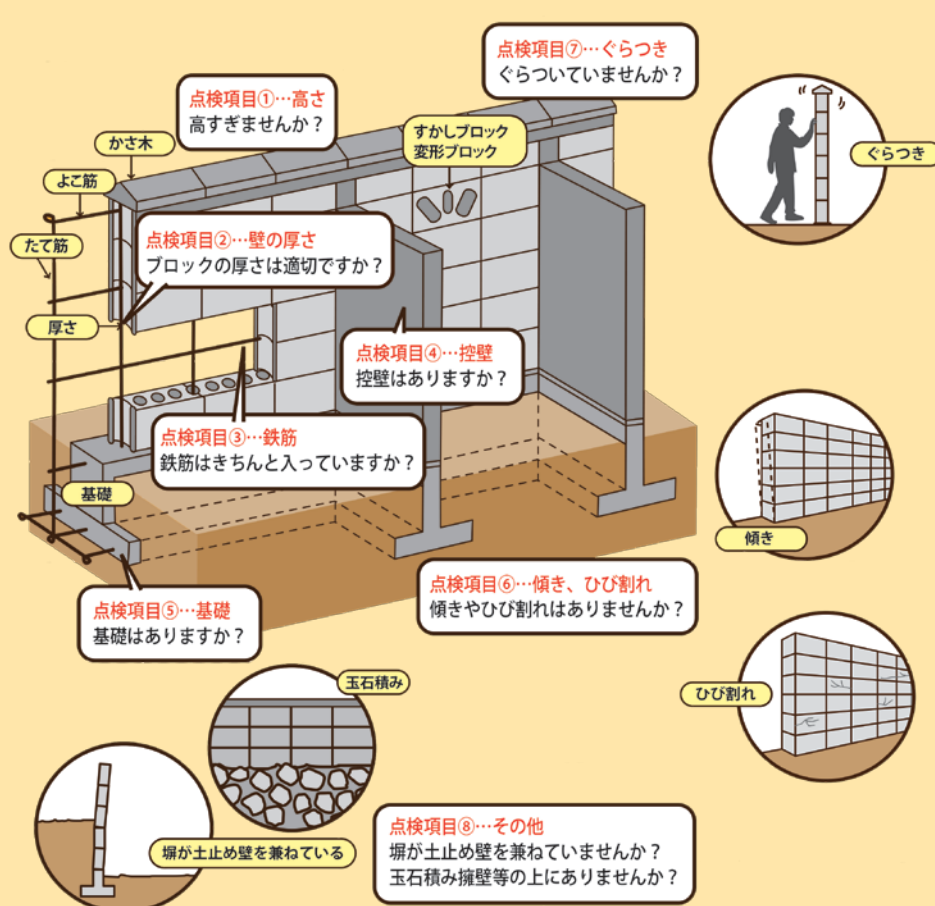 点検項目⑦…ぐらつき
ぐらついていませんか？
点検項目①…高さ
高すぎませんか？
すかしブロック
変形ブロック
かさ木
ぐらつき
よこ筋
点検項目②…壁の厚さ
ブロックの厚さは適切ですか？
たて筋
厚さ
点検項目④…控壁
控壁はありますか？
点検項目③…鉄筋
鉄筋はきちんと入っていますか？
基礎
傾き
点検項目⑥…傾き、ひび割れ
傾きやひび割れはありませんか？
点検項目⑤…基礎
基礎はありますか？
玉石積み
ひび割れ
塀が土止め壁を兼ねている
点検項目⑧…その他
塀が土止め壁を兼ねていませんか？
玉石積み擁壁等の上にありませんか？